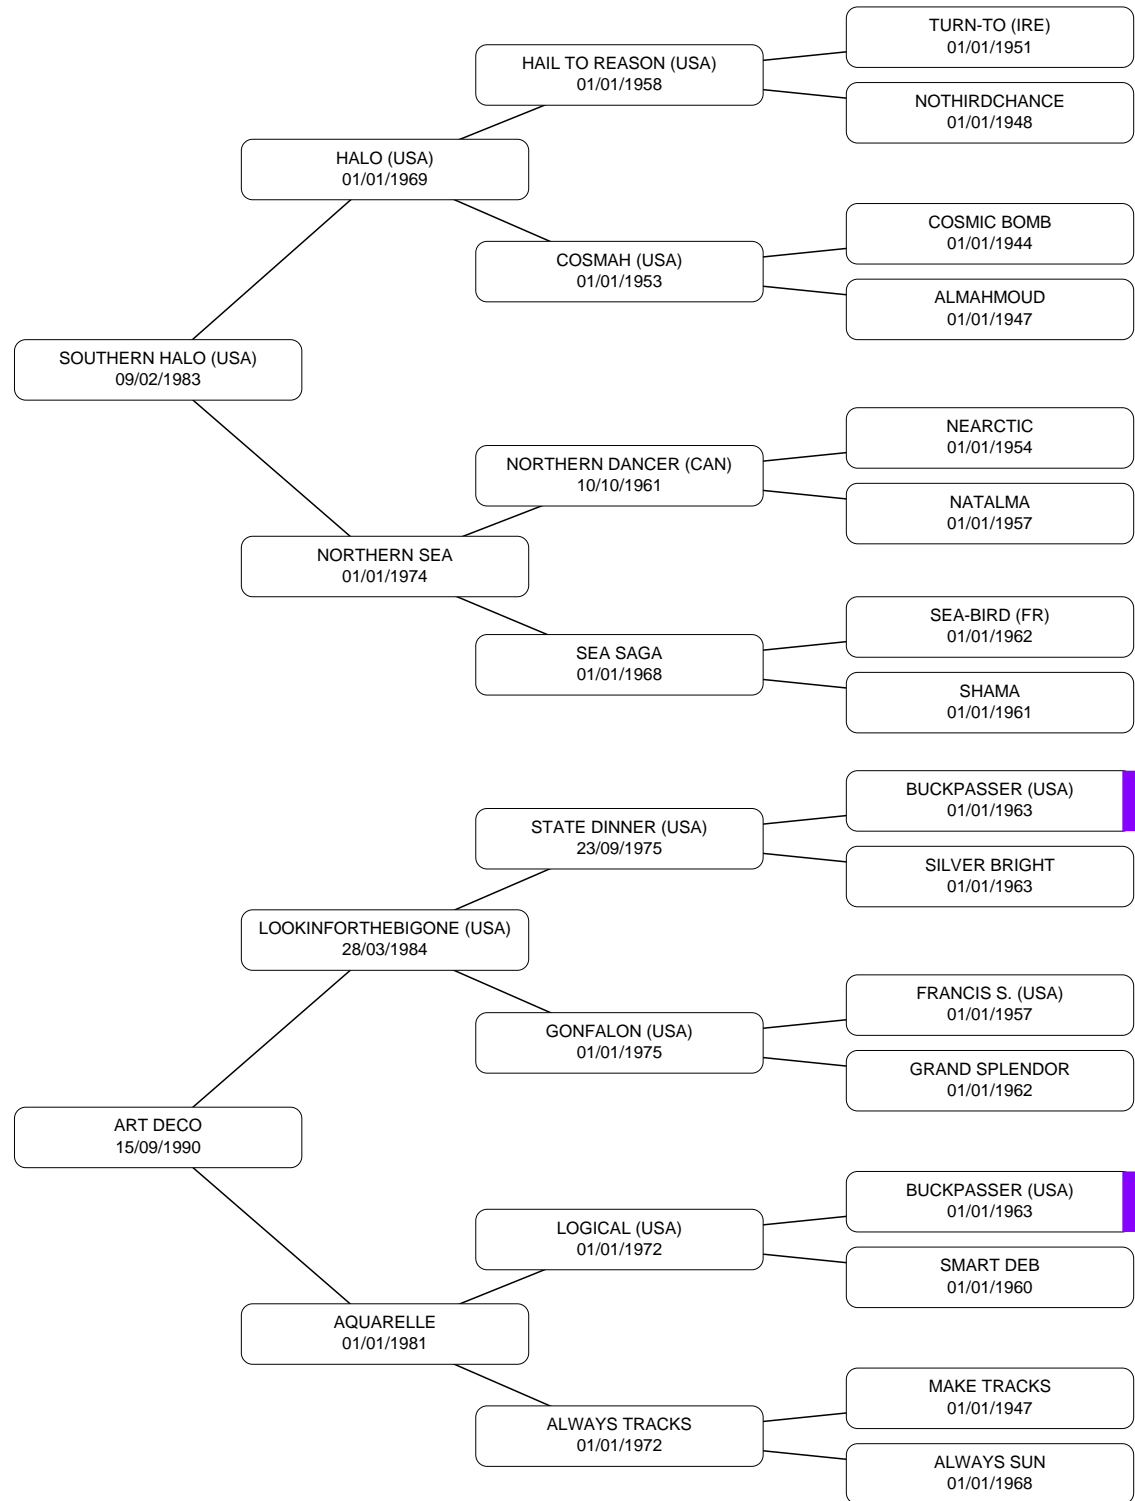 TURN-TO (IRE)
01/01/1951
HAIL TO REASON (USA)
01/01/1958
NOTHIRDCHANCE
01/01/1948
HALO (USA)
01/01/1969
COSMIC BOMB
01/01/1944
COSMAH (USA)
01/01/1953
ALMAHMOUD
01/01/1947
SOUTHERN HALO (USA)
09/02/1983
NEARCTIC
01/01/1954
NORTHERN DANCER (CAN)
10/10/1961
NATALMA
01/01/1957
NORTHERN SEA
01/01/1974
SEA-BIRD (FR)
01/01/1962
SEA SAGA
01/01/1968
SHAMA
01/01/1961
BUCKPASSER (USA)
01/01/1963
STATE DINNER (USA)
23/09/1975
SILVER BRIGHT
01/01/1963
LOOKINFORTHEBIGONE (USA)
28/03/1984
FRANCIS S. (USA)
01/01/1957
GONFALON (USA)
01/01/1975
GRAND SPLENDOR
01/01/1962
ART DECO
15/09/1990
BUCKPASSER (USA)
01/01/1963
LOGICAL (USA)
01/01/1972
SMART DEB
01/01/1960
AQUARELLE
01/01/1981
MAKE TRACKS
01/01/1947
ALWAYS TRACKS
01/01/1972
ALWAYS SUN
01/01/1968